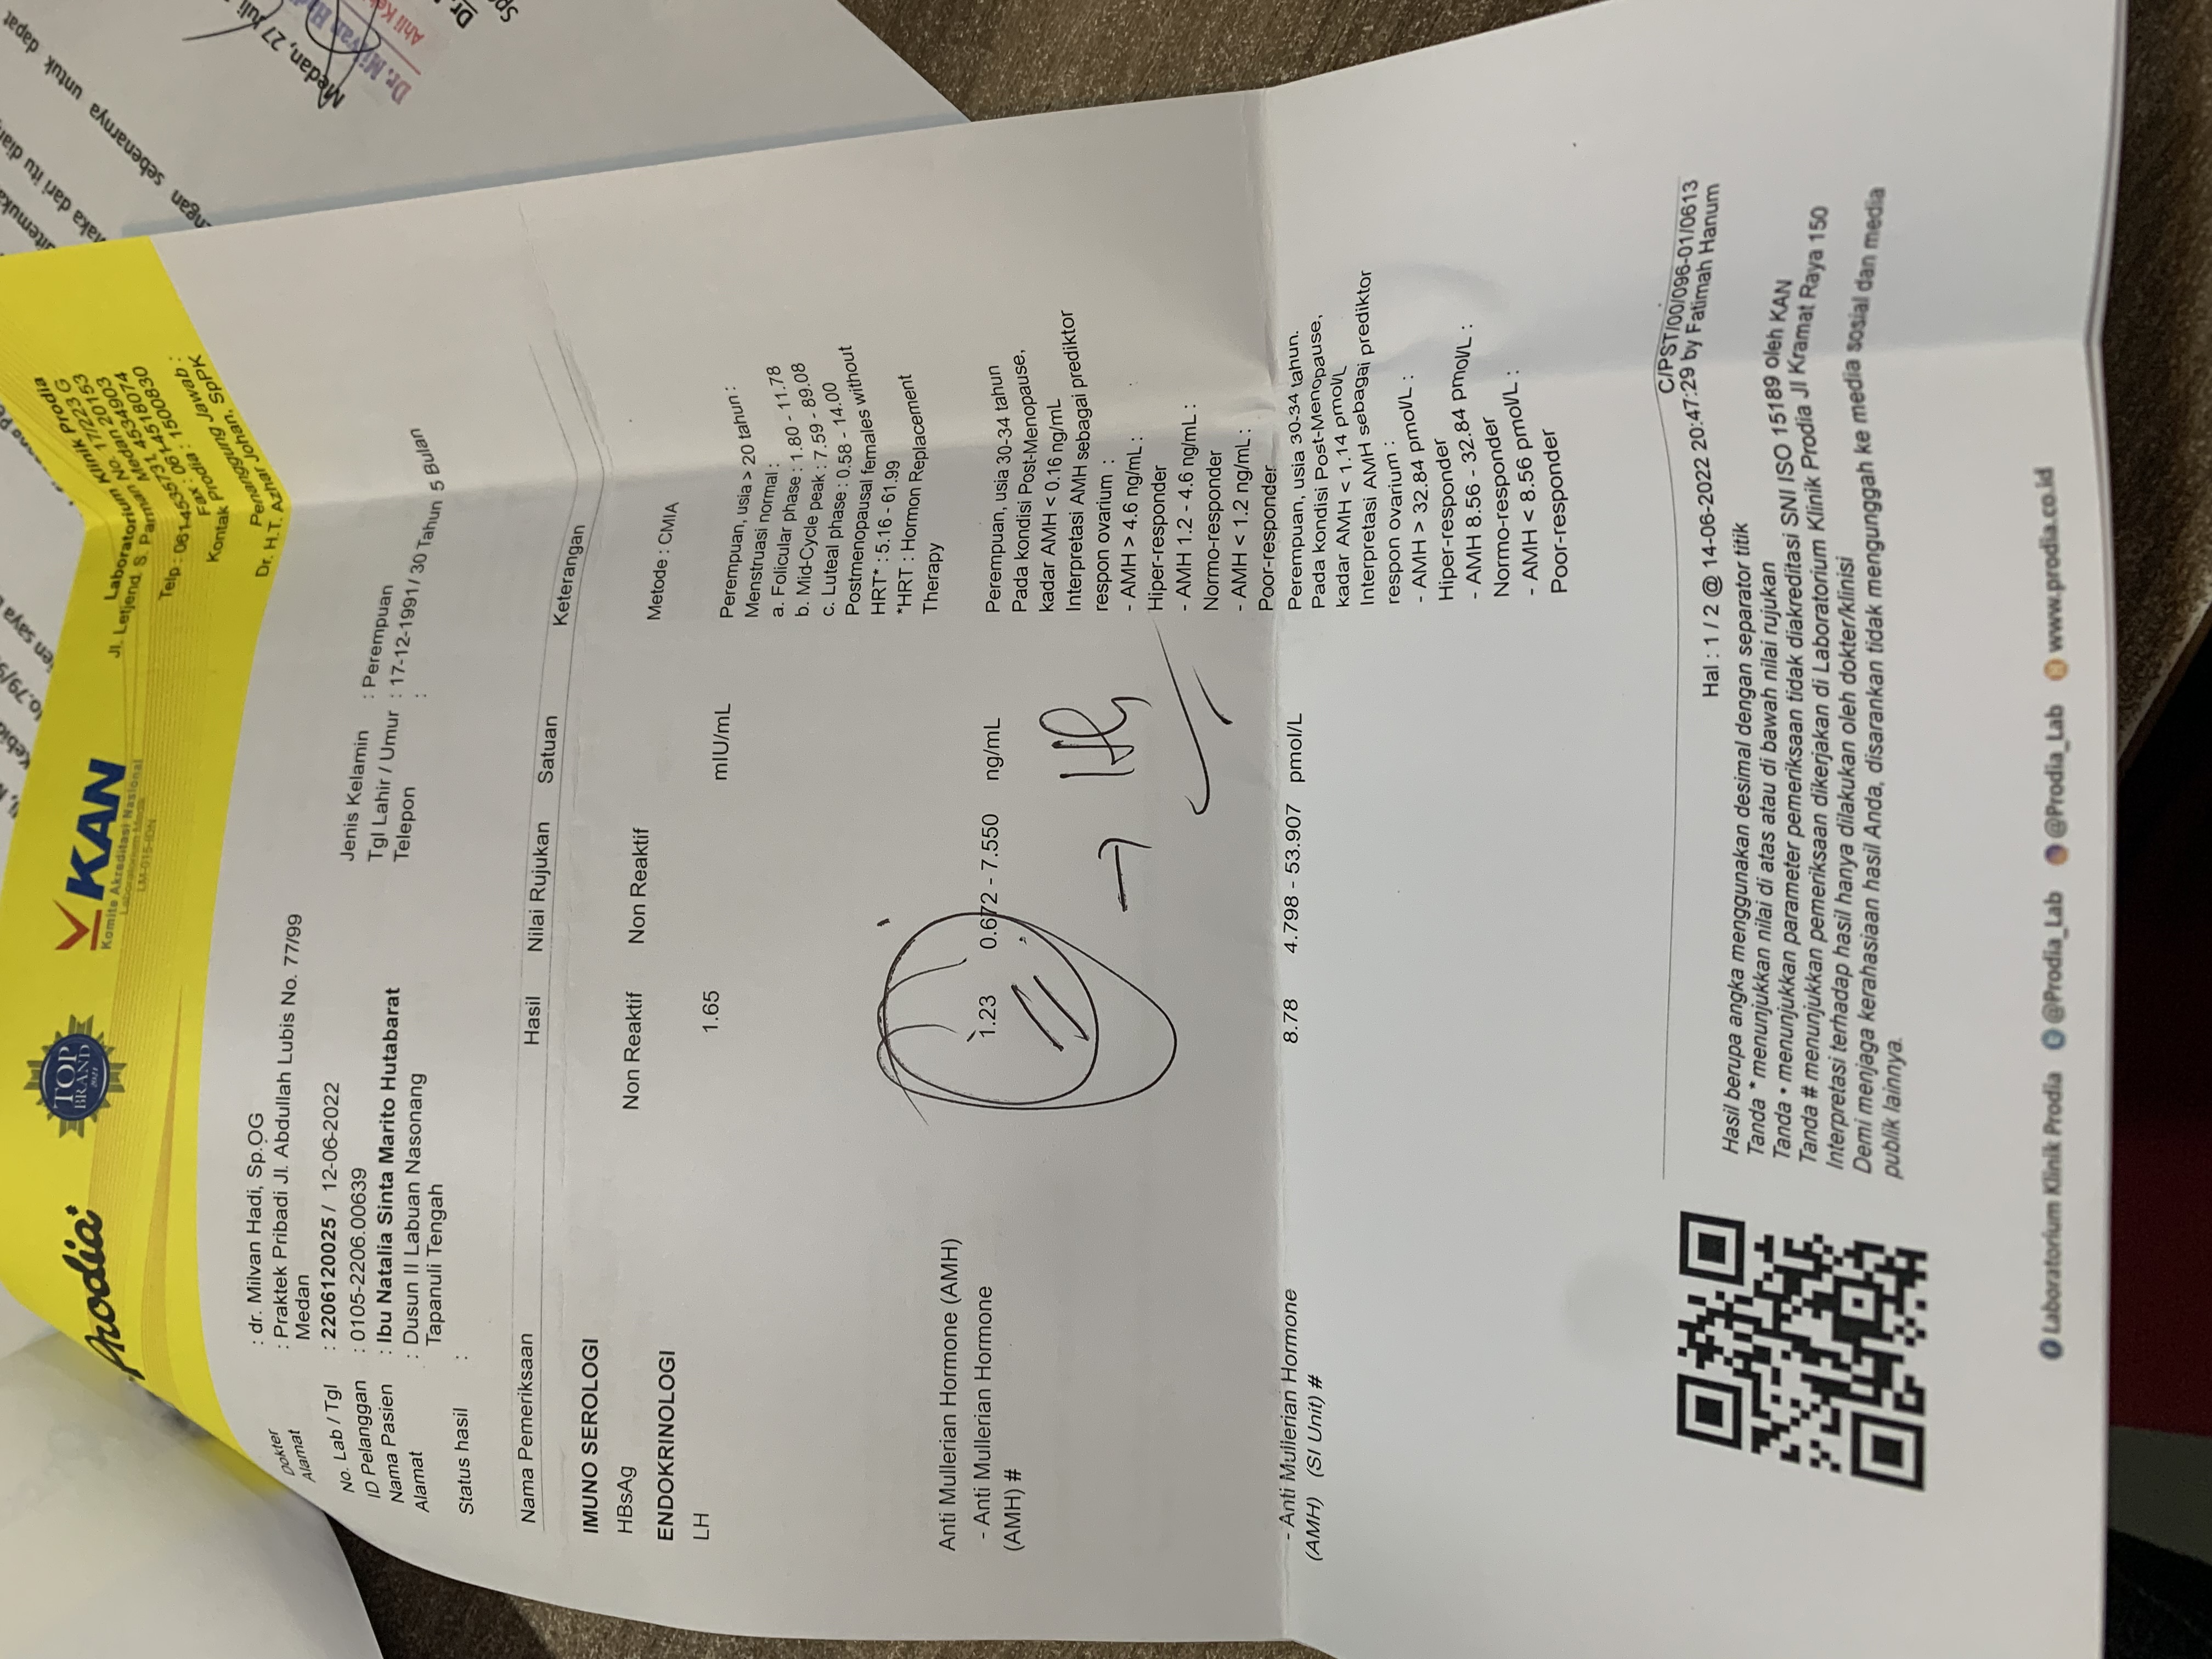 Prodia
TOP
BRAND
2021
KAN
Komite Akreditasi Nasional
Laboratorium Medik
LM-015-IDN
Laboratorium Klinik Prodia
Jl. Letjend. S. Parman No. 17/223 G
Medan 20153
Telp : 061-4535731, 4534903
Fax : 061-4518074
Kontak Prodia : 1500830
Penanggung Jawab :
Dr. H.T. Azhar Johan, SpPK
Dokter : dr. Milvan Hadi, Sp.OG
Alamat : Praktek Pribadi Jl. Abdullah Lubis No. 77/99
Medan
No. Lab / Tgl : 2206120025 / 12-06-2022
ID Pelanggan : 0105-2206.00639
Nama Pasien : Ibu Natalia Sinta Marito Hutabarat
Alamat : Dusun II Labuan Nasonang
Tapanuli Tengah
Status hasil :
Jenis Kelamin : Perempuan
Tgl Lahir / Umur : 17-12-1991/ 30 Tahun 5 Bulan
Telepon :
Nama Pemeriksaan Hasil Nilai Rujukan Satuan Keterangan
IMUNO SEROLOGI
HBsAg Non Reaktif Non Reaktif Metode : CMIA
ENDOKRINOLOGI
LH 1.65 mIU/mL Perempuan, usia > 20 tahun :
Menstruasi normal :
a. Folicular phase : 1.80 - 11.78
b. Mid-Cycle peak : 7.59 - 89.08
c. Luteal phase : 0.58 - 14.00
Postmenopausal females without
HRT* : 5.16 - 61.99
*HRT : Hormon Replacement
Therapy
Anti Mullerian Hormone (AMH)
- Anti Mullerian Hormone 1.23 0.672 - 7.550 ng/mL Perempuan, usia 30-34 tahun
(AMH) # Pada kondisi Post-Menopause,
kadar AMH < 0.16 ng/mL
Interpretasi AMH sebagai prediktor
respon ovarium :
- AMH > 4.6 ng/mL :
Hiper-responder
- AMH 1.2 - 4.6 ng/mL :
Normo-responder
- AMH < 1.2 ng/mL :
Poor-responder
- Anti Mullerian Hormone 8.78 4.798 - 53.907 pmol/L Perempuan, usia 30-34 tahun.
(AMH) (SI Unit) # Pada kondisi Post-Menopause,
kadar AMH < 1.14 pmol/L
Interpretasi AMH sebagai prediktor
respon ovarium :
- AMH > 32.84 pmol/L :
Hiper-responder
- AMH 8.56 - 32.84 pmol/L :
Normo-responder
- AMH < 8.56 pmol/L :
Poor-responder
C/PST/00/096-01/0613
Hal : 1 / 2 @ 14-06-2022 20:47:29 by Fatimah Hanum
Hasil berupa angka menggunakan desimal dengan separator titik
Tanda * menunjukkan nilai di atas atau di bawah nilai rujukan
Tanda • menunjukkan parameter pemeriksaan tidak diakreditasi SNI ISO 15189 oleh KAN
Tanda # menunjukkan pemeriksaan dikerjakan di Laboratorium Klinik Prodia Jl Kramat Raya 150
Interpretasi terhadap hasil hanya dilakukan oleh dokter/klinisi
Demi menjaga kerahasiaan hasil Anda, disarankan tidak mengunggah ke media sosial dan media
publik lainnya.
Laboratorium Klinik Prodia @Prodia_Lab @Prodia_Lab www.prodia.co.id
maka dari itu
sebenarnya untuk dapat
Medan, 27 Juli